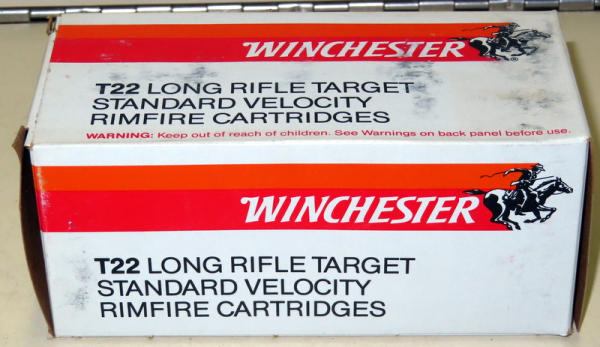 WINCHESTER
®
T22 LONG RIFLE TARGET
STANDARD VELOCITY
RIMFIRE CARTRIDGES
WARNING: Keep out of reach of children. See Warnings on back panel before use.
WINCHESTER
T22 LONG RIFLE TARGET
STANDARD VELOCITY
RIMFIRE CARTRIDGES